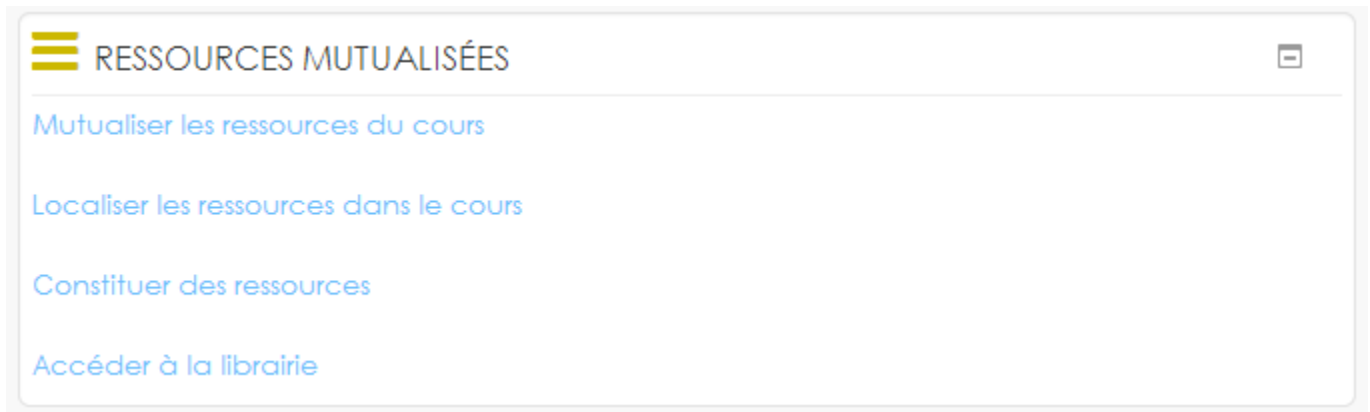 RESSOURCES MUTUALISÉES
Mutualiser les ressources du cours
Localiser les ressources dans le cours
Constituer des ressources
Accéder à la librairie